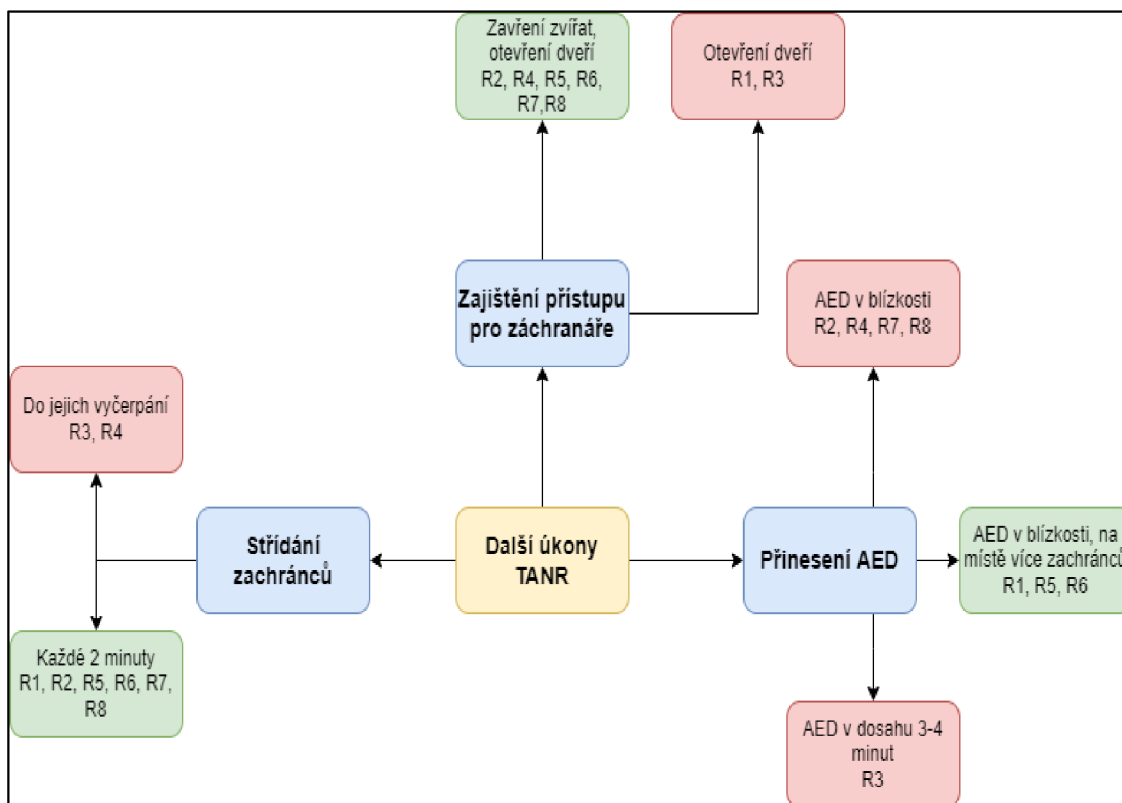 Zavření zvířat,
otevření dveří
R2, R4, R5, R6,
R7,R8
Otevření dveří
R1, R3
Zajištění přístupu
pro záchranáře
AED v blízkosti
R2, R4, R7, R8
Do jejich vyčerpání
R3, R4
Střídání
zachránců
Další úkony
TANR
Přinesení AED
AED v blízkosti, na
místě více zachránců
R1, R5, R6
Každé 2 minuty
R1, R2, R5, R6, R7,
R8
AED v dosahu 3-4
minut
R3